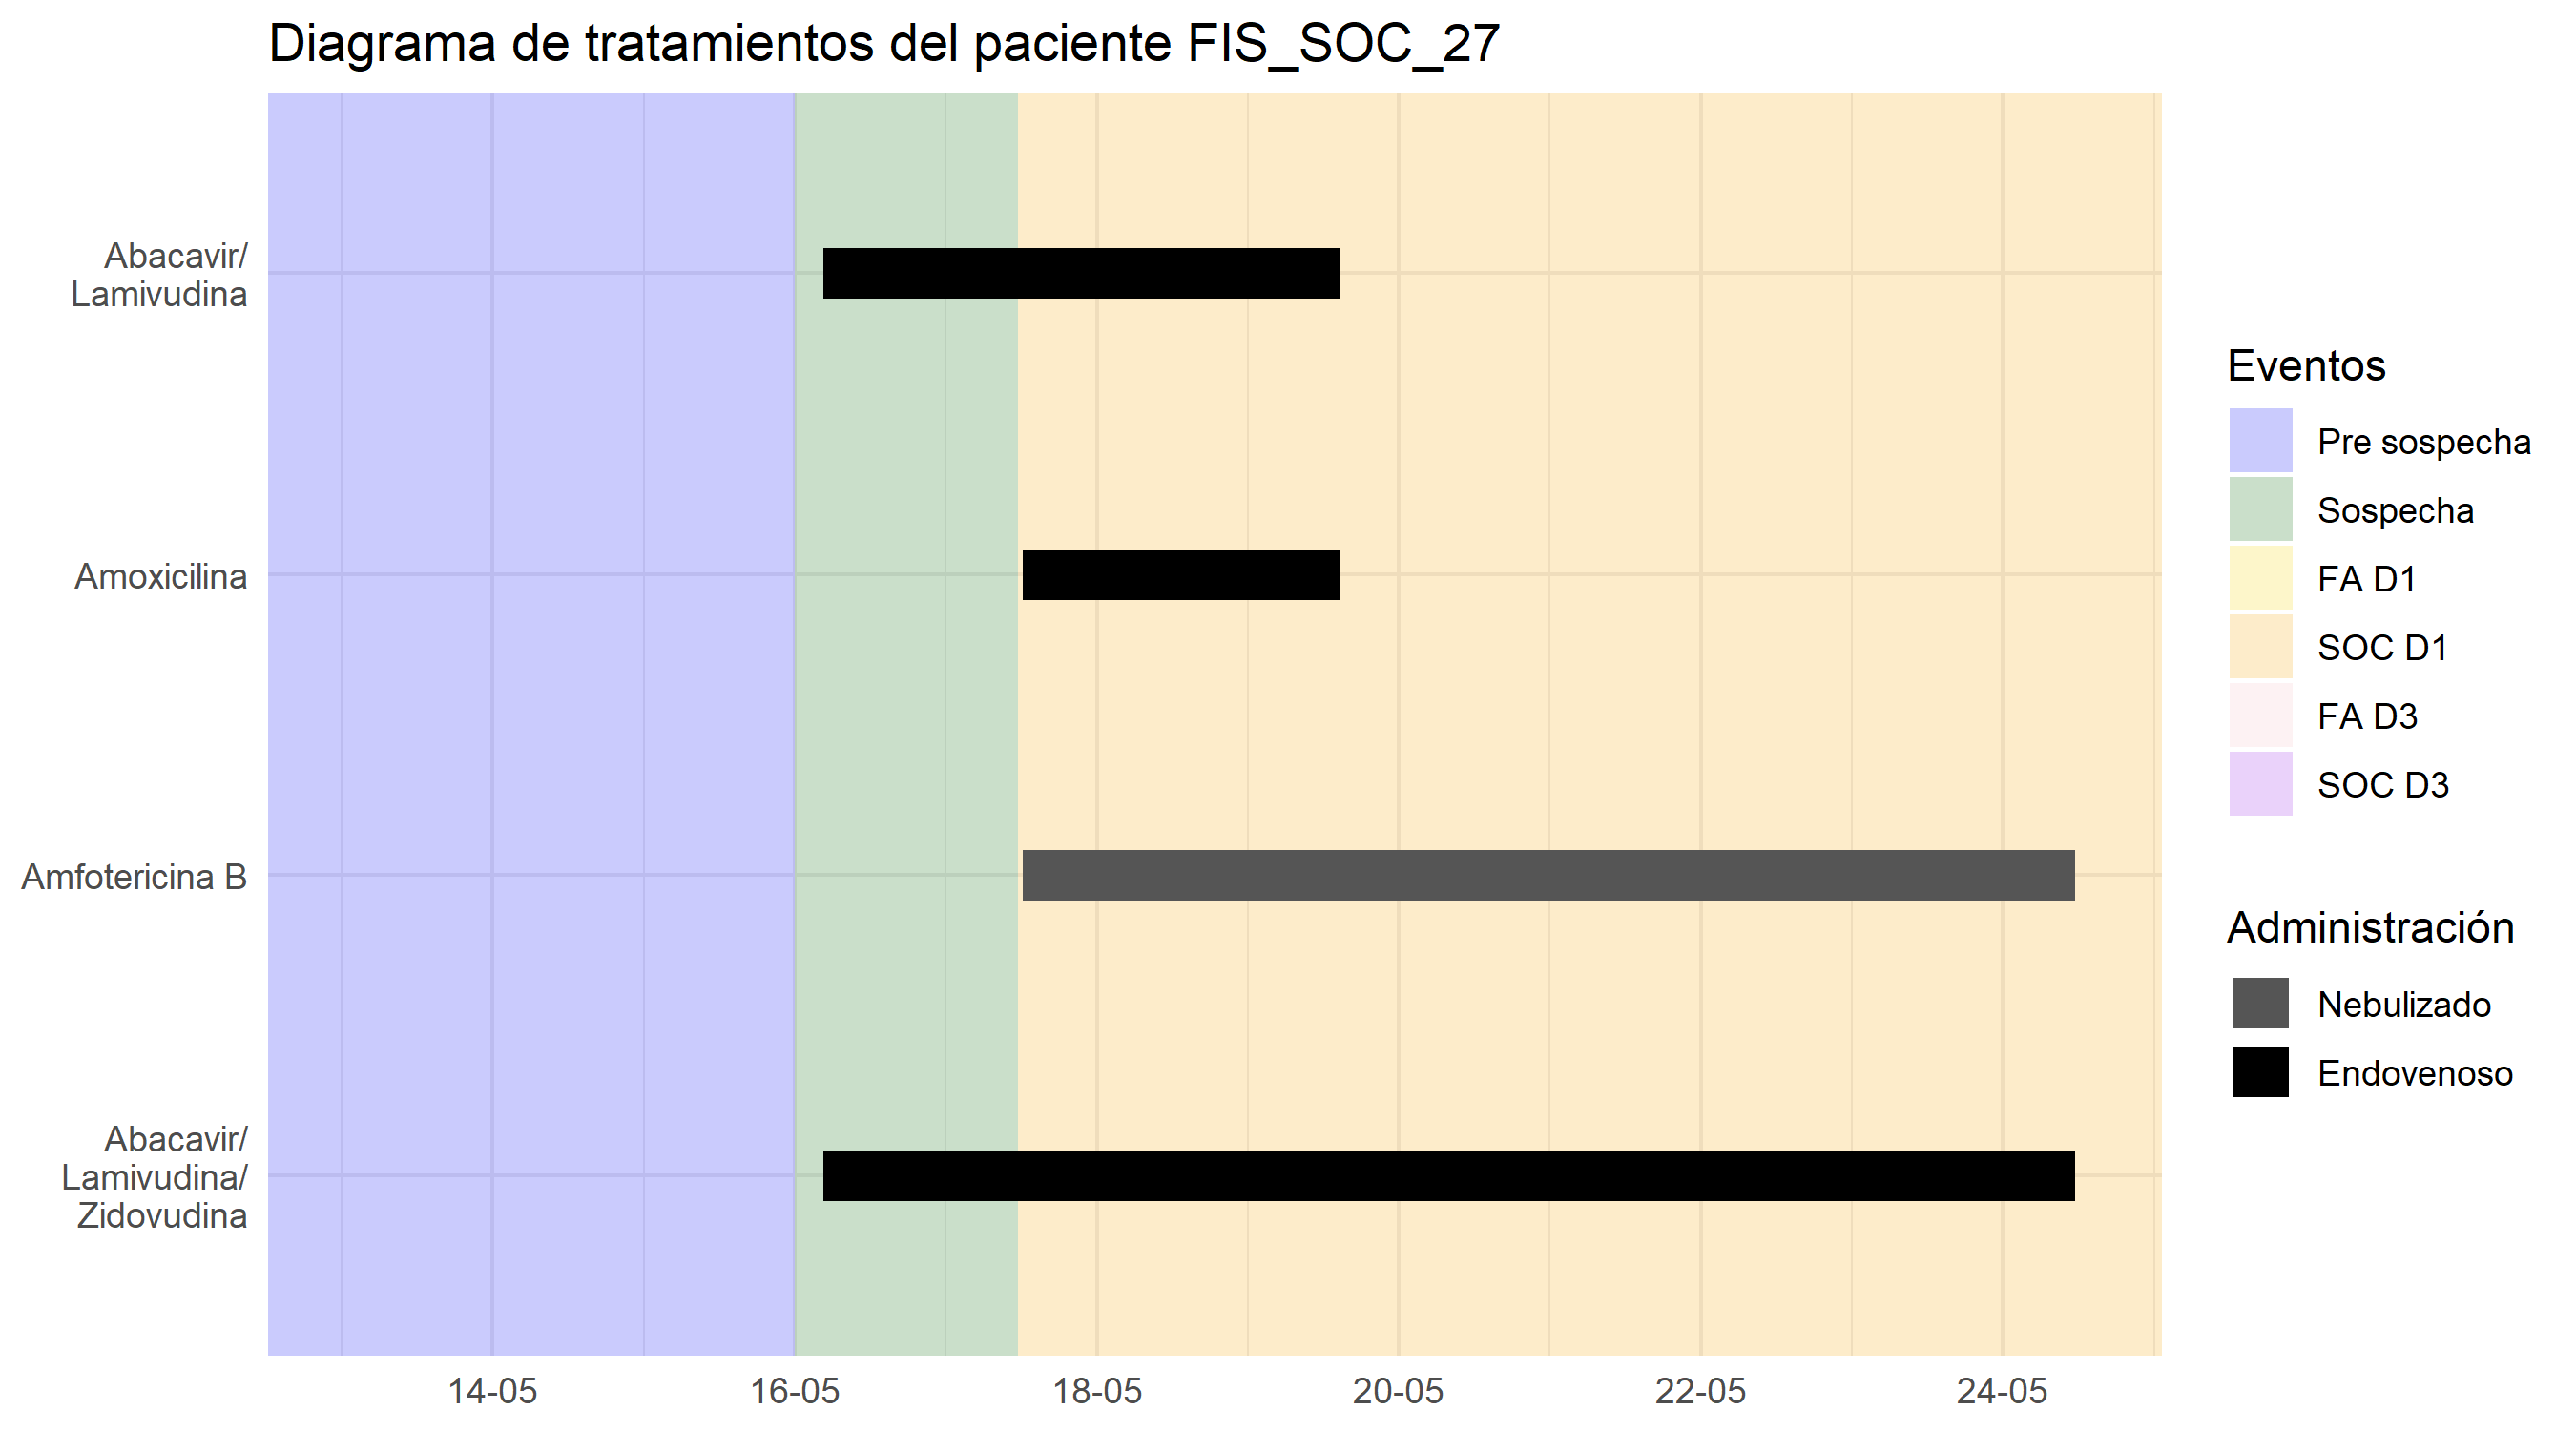 Diagrama de tratamientos del paciente FIS_SOC_27
Abacavir/
Lamivudina
Amoxicilina
Amfotericina B
Abacavir/
Lamivudina/
Zidovudina
14-05
16-05
18-05
20-05
22-05
24-05
Eventos
Pre sospecha
Sospecha
FA D1
SOC D1
FA D3
SOC D3
Administración
Nebulizado
Endovenoso